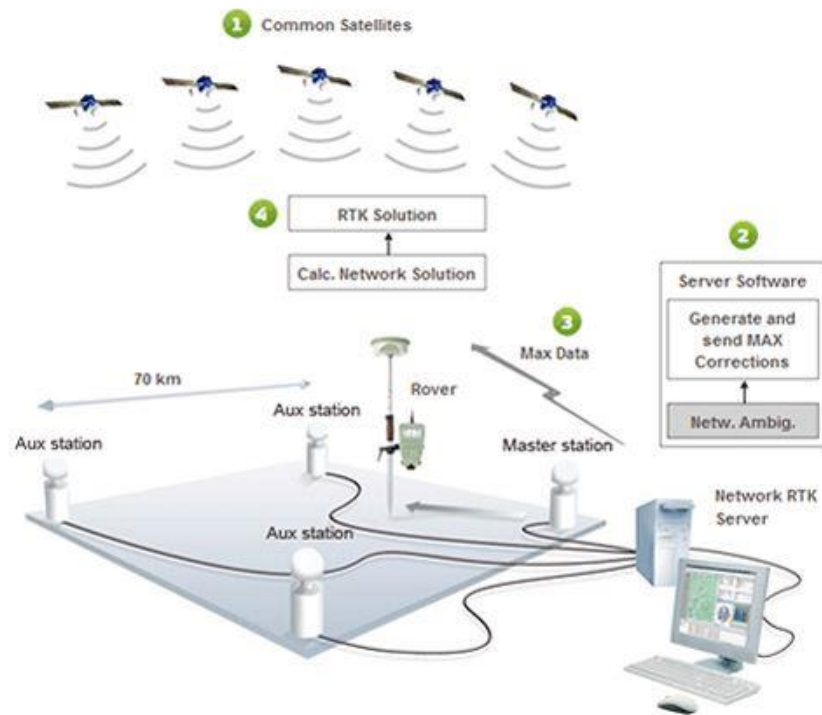 1 Common Satellites
4
RTK Solution
Calc. Network Solution
2
Server Software
Generate and
send MAX
Corrections
Netw. Ambig.
3
Max Data
70 km
Rover
Aux station
Aux station
Master station
Aux station
Network RTK
Server